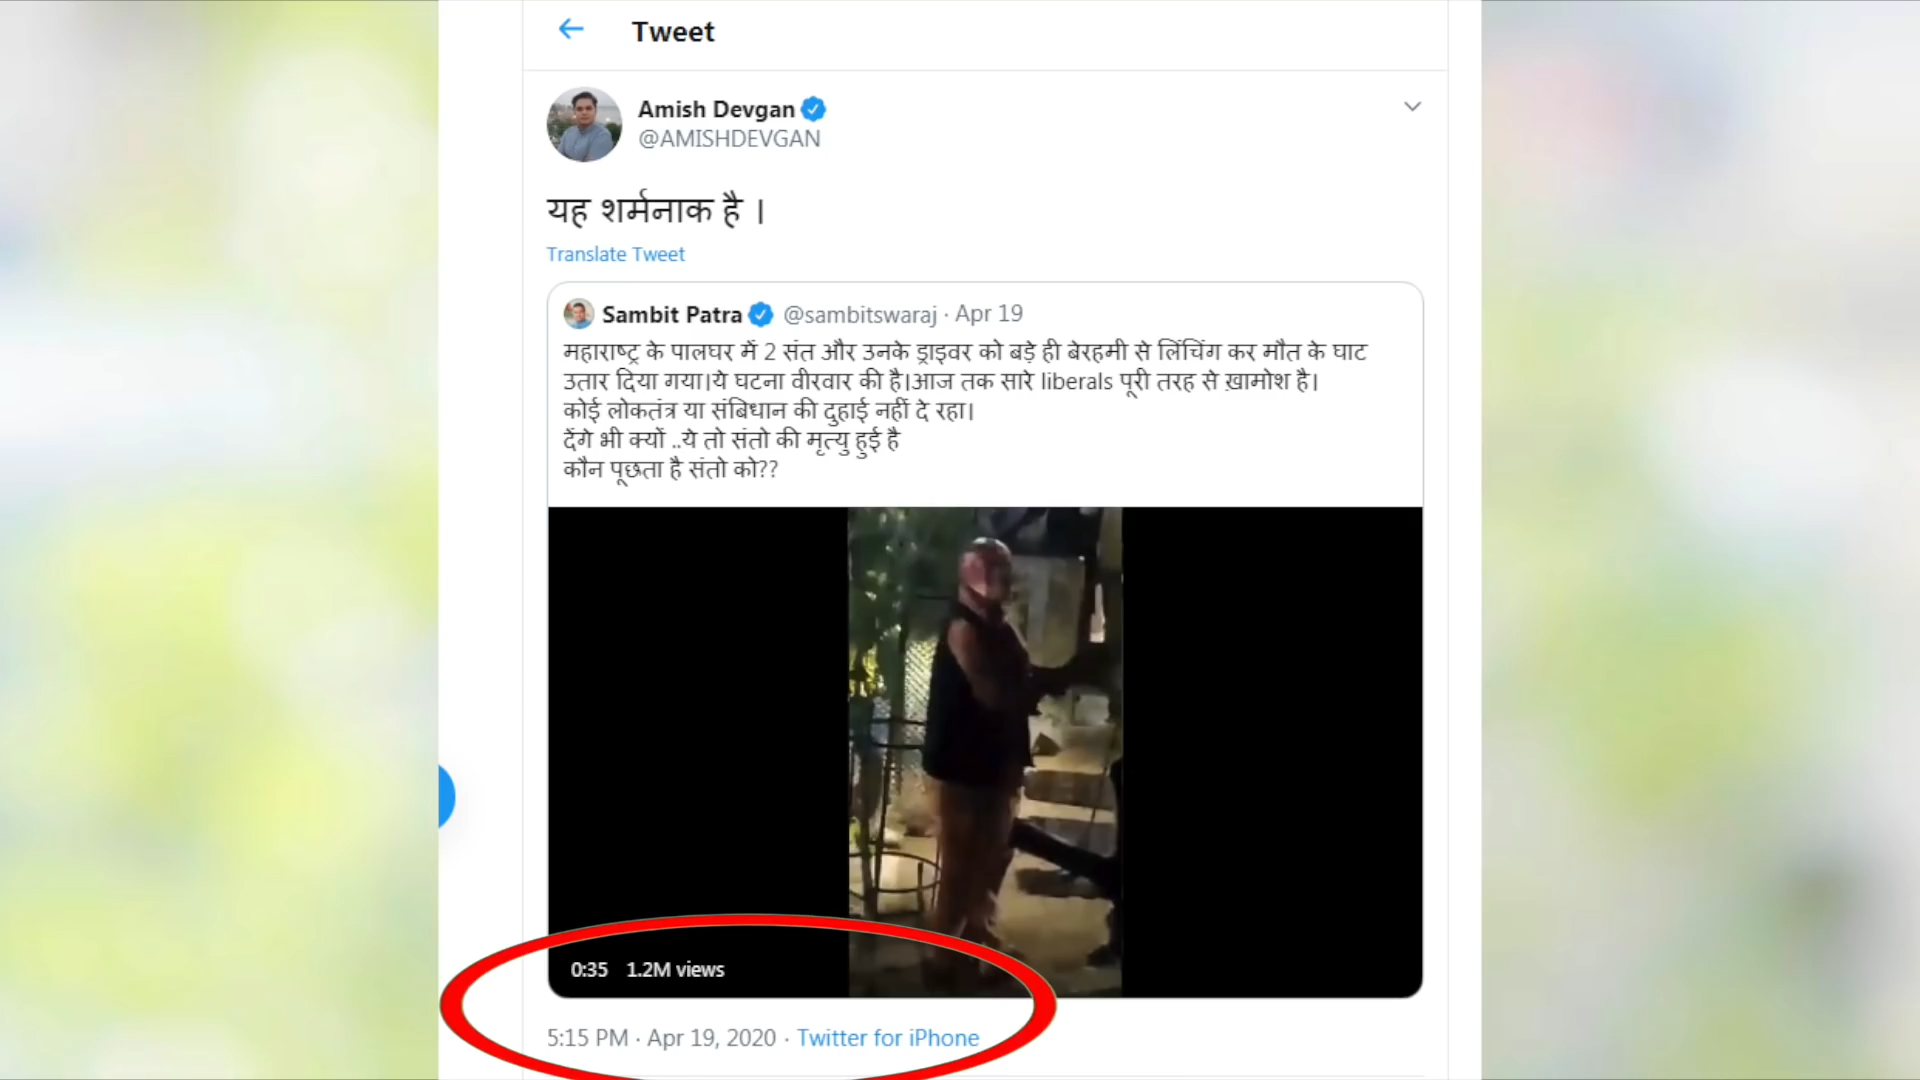 Tweet
Amish Devgan
@AMISHDEVGAN
यह शर्मनाक है ।
Translate Tweet
Sambit Patra @sambitswaraj · Apr 19
महाराष्ट्र के पालघर में 2 संत और उनके ड्राइवर को बड़े ही बेरहमी से लिंचिंग कर मौत के घाट
उतार दिया गया।ये घटना वीरवार की है।आज तक सारे liberals पूरी तरह से ख़ामोश है।
कोई लोकतंत्र या संबिधान की दुहाई नहीं दे रहा।
देंगे भी क्यों ..ये तो संतो की मृत्यु हुई है
कौन पूछता है संतो को??
0:35 1.2M views
5:15 PM · Apr 19, 2020 · Twitter for iPhone